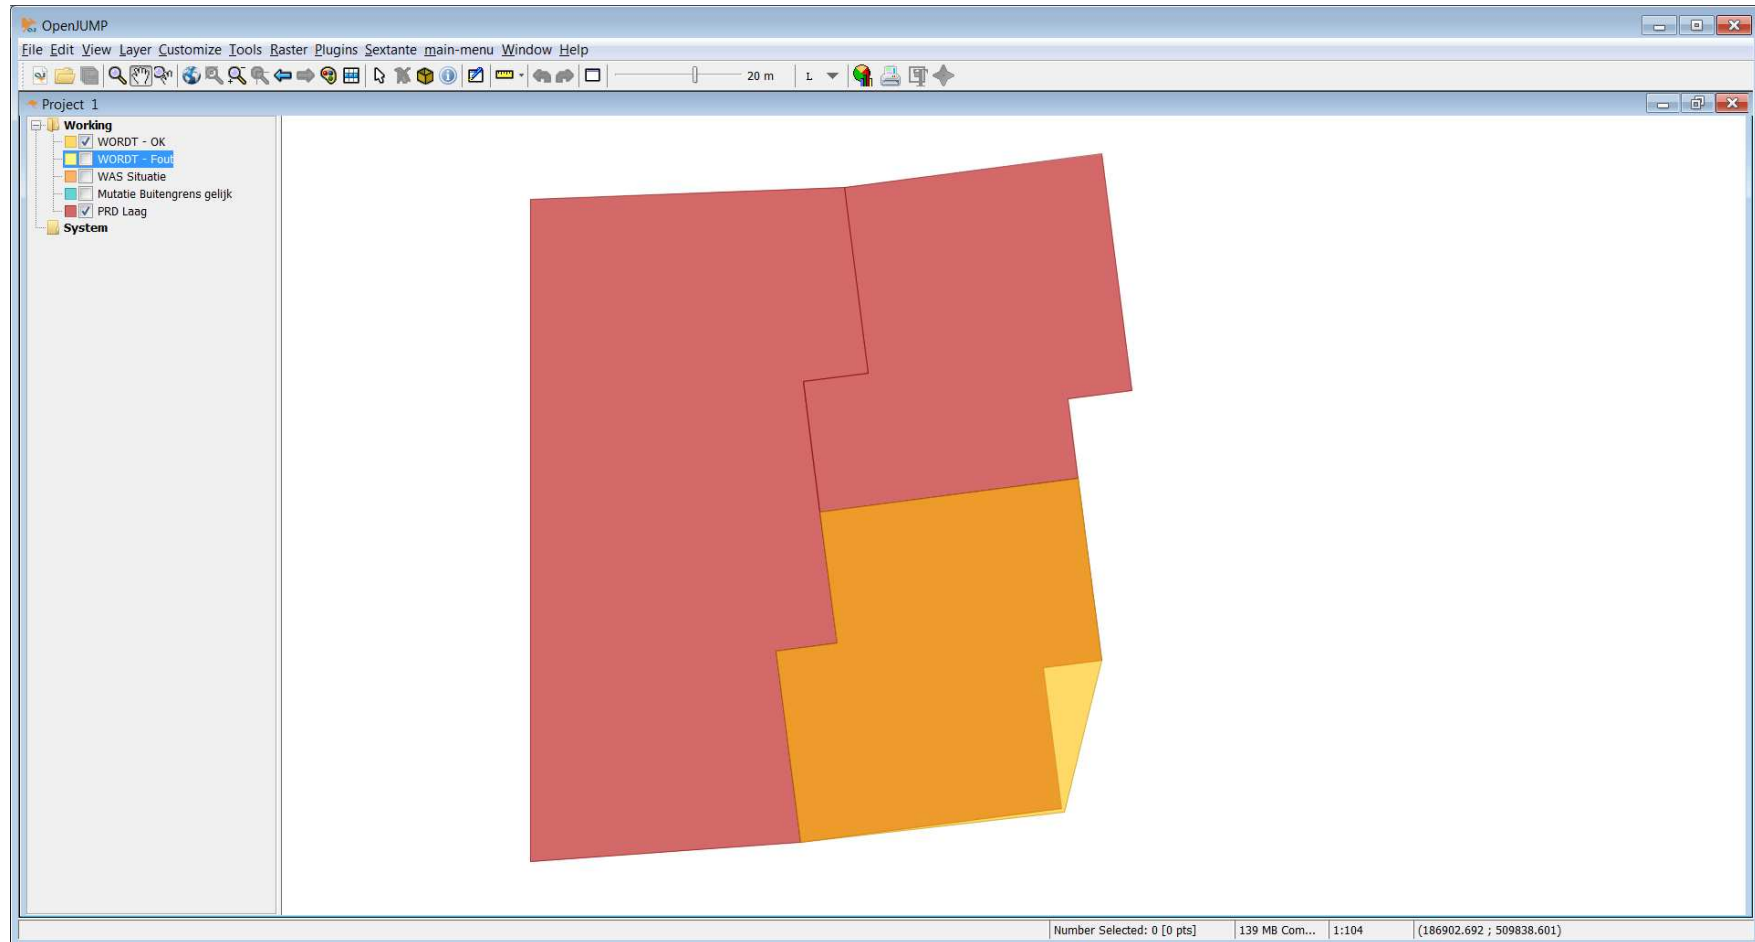 OpenJUMP
File Edit View Layer Customize Tools Raster Plugins Sextante main-menu Window Help
20 m L
Project 1
Working
WORDT - OK
WORDT - Fout
WAS Situatie
Mutatie Buitengrens gelijk
PRD Laag
System
Number Selected: 0 [0 pts] 139 MB Com... 1:104 (186902.692 ; 509838.601)